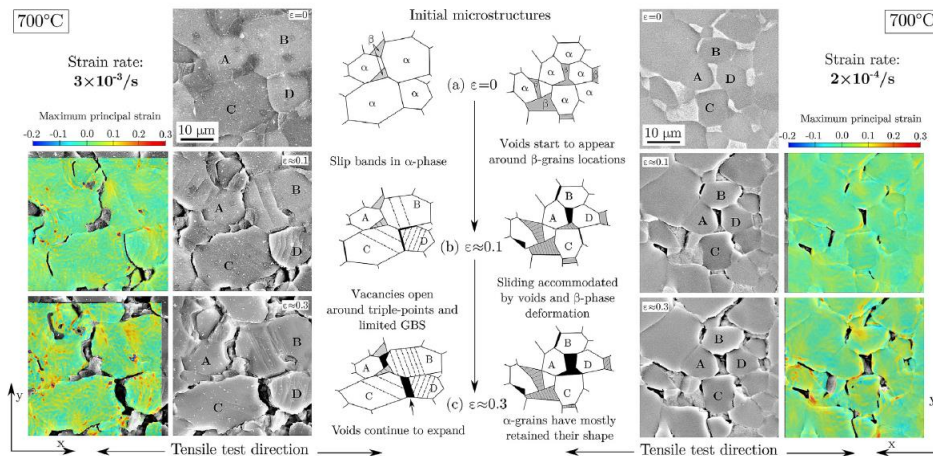 700°C
Strain rate:
3×10⁻³/s
Maximum principal strain
-0.2 -0.1 0.0 0.1 0.2 0.3
ε=0
A
B
C
D
10 μm
ε≈0.1
A
B
C
D
ε≈0.3
A
B
C
D
y
x
Tensile test direction
Initial microstructures
β
α
α
α
α
(a) ε=0
α
α
β
α
β
α
α
Slip bands in α-phase
Voids start to appear
around β-grains locations
A
B
C
D
(b) ε≈0.1
B
A
D
C
Vacancies open
around triple-points and
limited GBS
Sliding accommodated
by voids and β-phase
deformation
A
B
C
D
(c) ε≈0.3
B
A
D
C
Voids continue to expand
α-grains have mostly
retained their shape
ε=0
B
A
D
C
10 μm
ε≈0.1
B
A
D
C
ε≈0.3
B
A
D
C
Tensile test direction
700°C
Strain rate:
2×10⁻⁴/s
Maximum principal strain
-0.2 -0.1 0.0 0.1 0.2 0.3
y
x